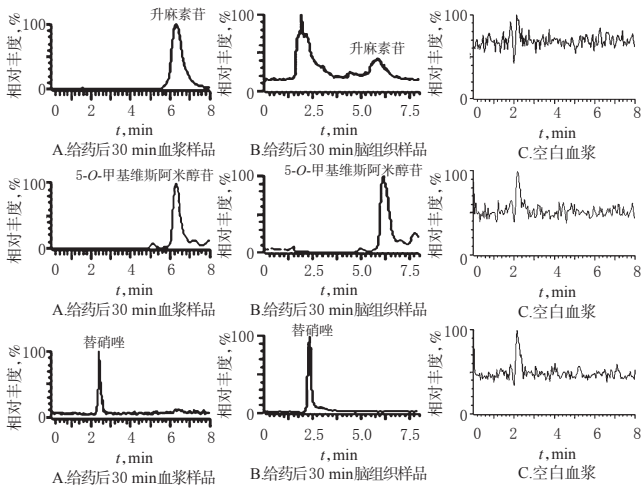 升麻素苷
相对丰度, %
100
50
0
0 2 4 6 8
t, min
A.给药后30 min血浆样品
升麻素苷
相对丰度, %
100
50
0
0 2.5 5 7.5
t, min
B.给药后30 min脑组织样品
相对丰度, %
100
0
0 2 4 6 8
t, min
C.空白血浆
5-O-甲基维斯阿米醇苷
相对丰度, %
100
50
0
0 2 4 6 8
t, min
A.给药后30 min血浆样品
5-O-甲基维斯阿米醇苷
相对丰度, %
100
50
0
0 2.5 5 7.5
t, min
B.给药后30 min脑组织样品
相对丰度, %
100
0
0 2 4 6 8
t, min
C.空白血浆
替硝唑
相对丰度, %
100
50
0
0 2 4 6 8
t, min
A.给药后30 min血浆样品
替硝唑
相对丰度, %
100
50
0
0 2.5 5 7.5
t, min
B.给药后30 min脑组织样品
相对丰度, %
100
0
0 2 4 6 8
t, min
C.空白血浆